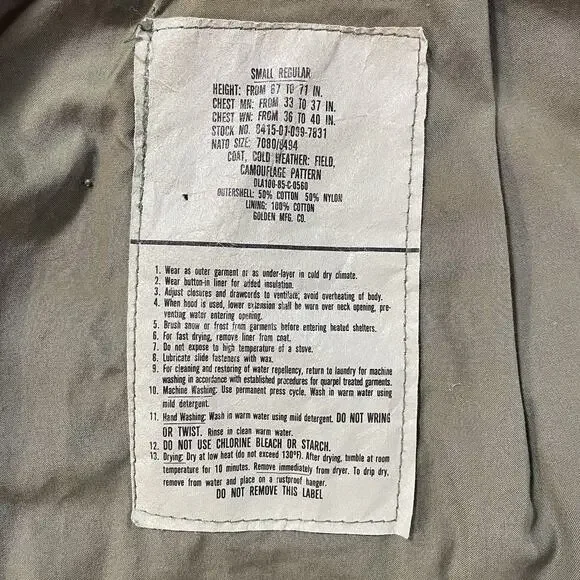 SMALL REGULAR
HEIGHT: FROM 67 TO 71 IN.
CHEST MN: FROM 33 TO 37 IN.
CHEST WN: FROM 36 TO 40 IN.
STOCK NO. 8415-01-099-7831
NATO SIZE: 7080/8494
COAT, COLD WEATHER: FIELD,
CAMOUFLAGE PATTERN
DLA100-85-C-0560
OUTERSHELL: 50% COTTON 50% NYLON
LINING: 100% COTTON
GOLDEN MFG. CO.
1. Wear as outer garment or as under-layer in cold dry climate.
2. Wear button-in liner for added insulation.
3. Adjust closures and drawcords to ventilate; avoid overheating of body.
4. When hood is used, lower extension shall be worn over neck opening, pre-
venting water entering opening.
5. Brush snow or frost from garments before entering heated shelters.
6. For fast drying, remove liner from coat.
7. Do not expose to high temperature of a stove.
8. Lubricate slide fasteners with wax.
9. For cleaning and restoring of water repellency, return to laundry for machine
washing in accordance with established procedures for quarpel treated garments.
10. Machine Washing: Use permanent press cycle. Wash in warm water using
mild detergent.
11. Hand Washing: Wash in warm water using mild detergent. DO NOT WRING
OR TWIST. Rinse in clean warm water.
12. DO NOT USE CHLORINE BLEACH OR STARCH.
13. Drying: Dry at low heat (do not exceed 130°F). After drying, tumble at room
temperature for 10 minutes. Remove immediately from dryer. To drip dry,
remove from water and place on a rustproof hanger.
DO NOT REMOVE THIS LABEL